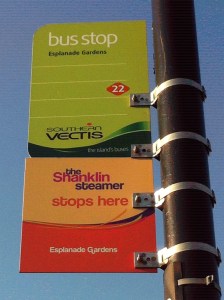 bus stop
Esplanade Gardens
22
SOUTHERN
VECTIS
the island's buses
the
Shanklin
steamer
stops here
Esplanade Gardens